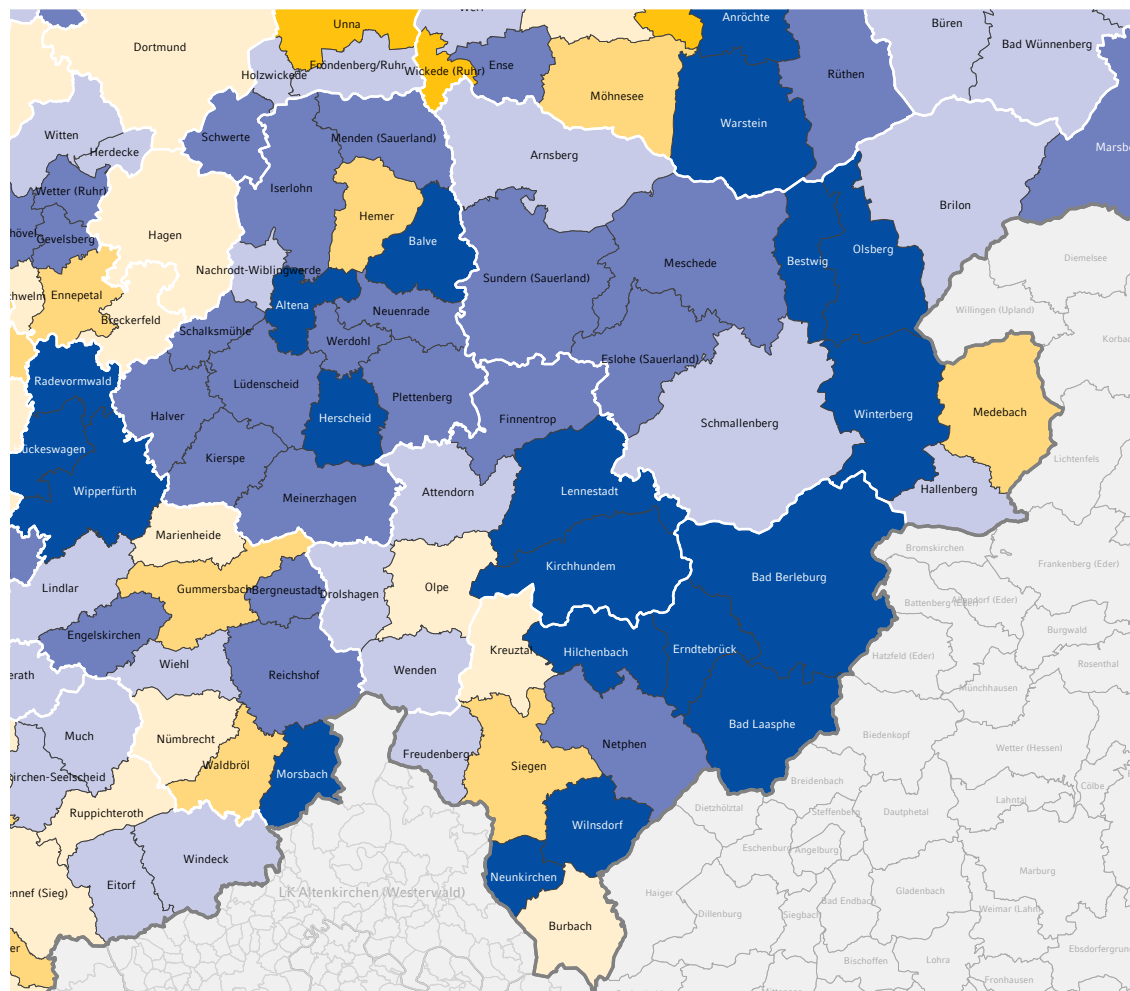 Unna
Anröchte
Büren
Bad Wünnenberg
Dortmund
Holzwickede
Fröndenberg/Ruhr
Wickede (Ruhr)
Ense
Rüthen
Möhnesee
Warstein
Witten
Herdecke
Schwerte
Menden (Sauerland)
Arnsberg
Wetter (Ruhr)
Iserlohn
Hemer
Brilon
Gevelsberg
Hagen
Balve
Olsberg
Bestwig
Meschede
Diemelsee
Nachrodt-Wiblingwerde
Sundern (Sauerland)
Ennepetal
Altena
Neuenrade
Willingen (Upland)
Breckerfeld
Schalksmühle
Werdohl
Eslohe (Sauerland)
Radevormwald
Lüdenscheid
Plettenberg
Halver
Herscheid
Finnentrop
Schmallenberg
Winterberg
Medebach
ückeswagen
Kierspe
Lichtenfels
Wipperfürth
Meinerzhagen
Attendorn
Lennestadt
Hallenberg
Marienheide
Bromskirchen
Kirchhundem
Bad Berleburg
Frankenberg (Eder)
Lindlar
Gummersbach
Bergneustadt
Drolshagen
Olpe
Battenberg (Eder)
Engelskirchen
Burgwald
Wiehl
Kreuztal
Hilchenbach
Erndtebrück
Hatzfeld (Eder)
Rosenthal
Reichshof
Wenden
Münchhausen
Much
Nümbrecht
Netphen
Bad Laasphe
Biedenkopf
Wetter (Hessen)
Freudenberg
Waldbröl
Morsbach
Siegen
irchen-Seelscheid
Breidenbach
Cölbe
Lahntal
Dietzhölztal
Steffenberg
Dautphetal
Ruppichteroth
Wilnsdorf
Eschenburg
Angelburg
Windeck
Marburg
Neunkirchen
Eitorf
LK Altenkirchen (Westerwald)
Haiger
Gladenbach
ennef (Sieg)
Bad Endbach
Weimar (Lahn)
Dillenburg
Siegbach
Burbach
Bischoffen
Lohra
Fronhausen